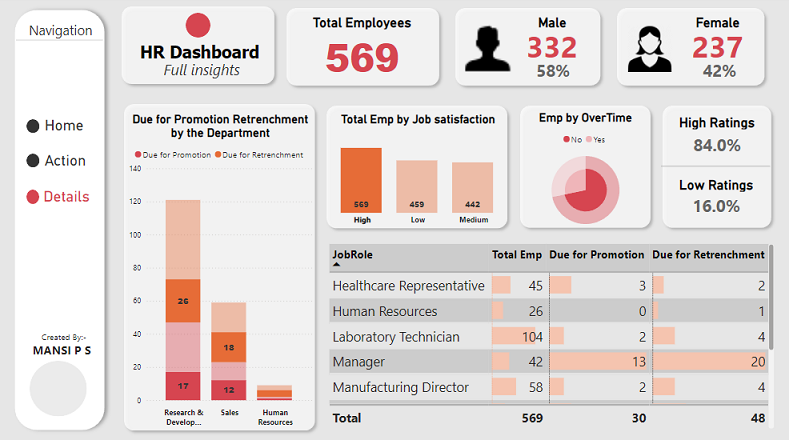 Navigation
Home
Action
Details
Created By:-
MANSI P S
HR Dashboard
Full insights
Total Employees
569
Male
332
58%
Female
237
42%
Due for Promotion Retrenchment
by the Department
Due for Promotion Due for Retrenchment
140
120
100
80
60
40
20
0
26
17
18
12
Research &
Develop...
Sales
Human
Resources
Total Emp by Job satisfaction
569
459
442
High
Low
Medium
Emp by OverTime
No Yes
High Ratings
84.0%
Low Ratings
16.0%
JobRole Total Emp Due for Promotion Due for Retrenchment
Healthcare Representative 45 3 2
Human Resources 26 0 1
Laboratory Technician 104 2 4
Manager 42 13 20
Manufacturing Director 58 2 4
Total 569 30 48